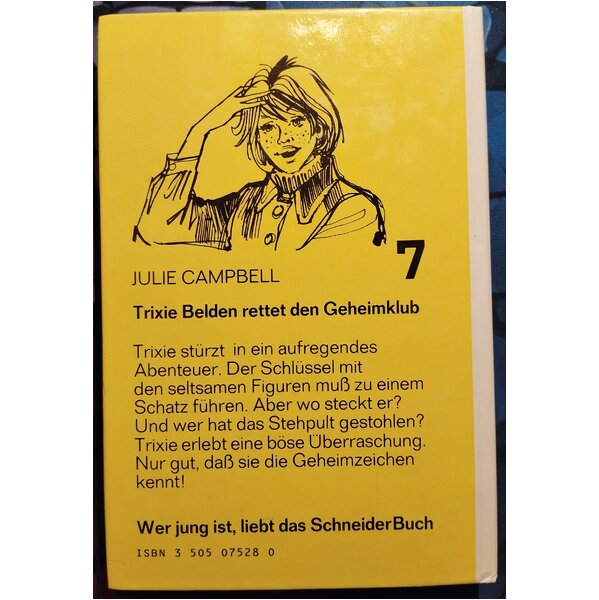 7
JULIE CAMPBELL
Trixie Belden rettet den Geheimklub
Trixie stürzt in ein aufregendes
Abenteuer. Der Schlüssel mit
den seltsamen Figuren muß zu einem
Schatz führen. Aber wo steckt er?
Und wer hat das Stehpult gestohlen?
Trixie erlebt eine böse Überraschung.
Nur gut, daß sie die Geheimzeichen
kennt!
Wer jung ist, liebt das SchneiderBuch
ISBN 3 505 07528 0